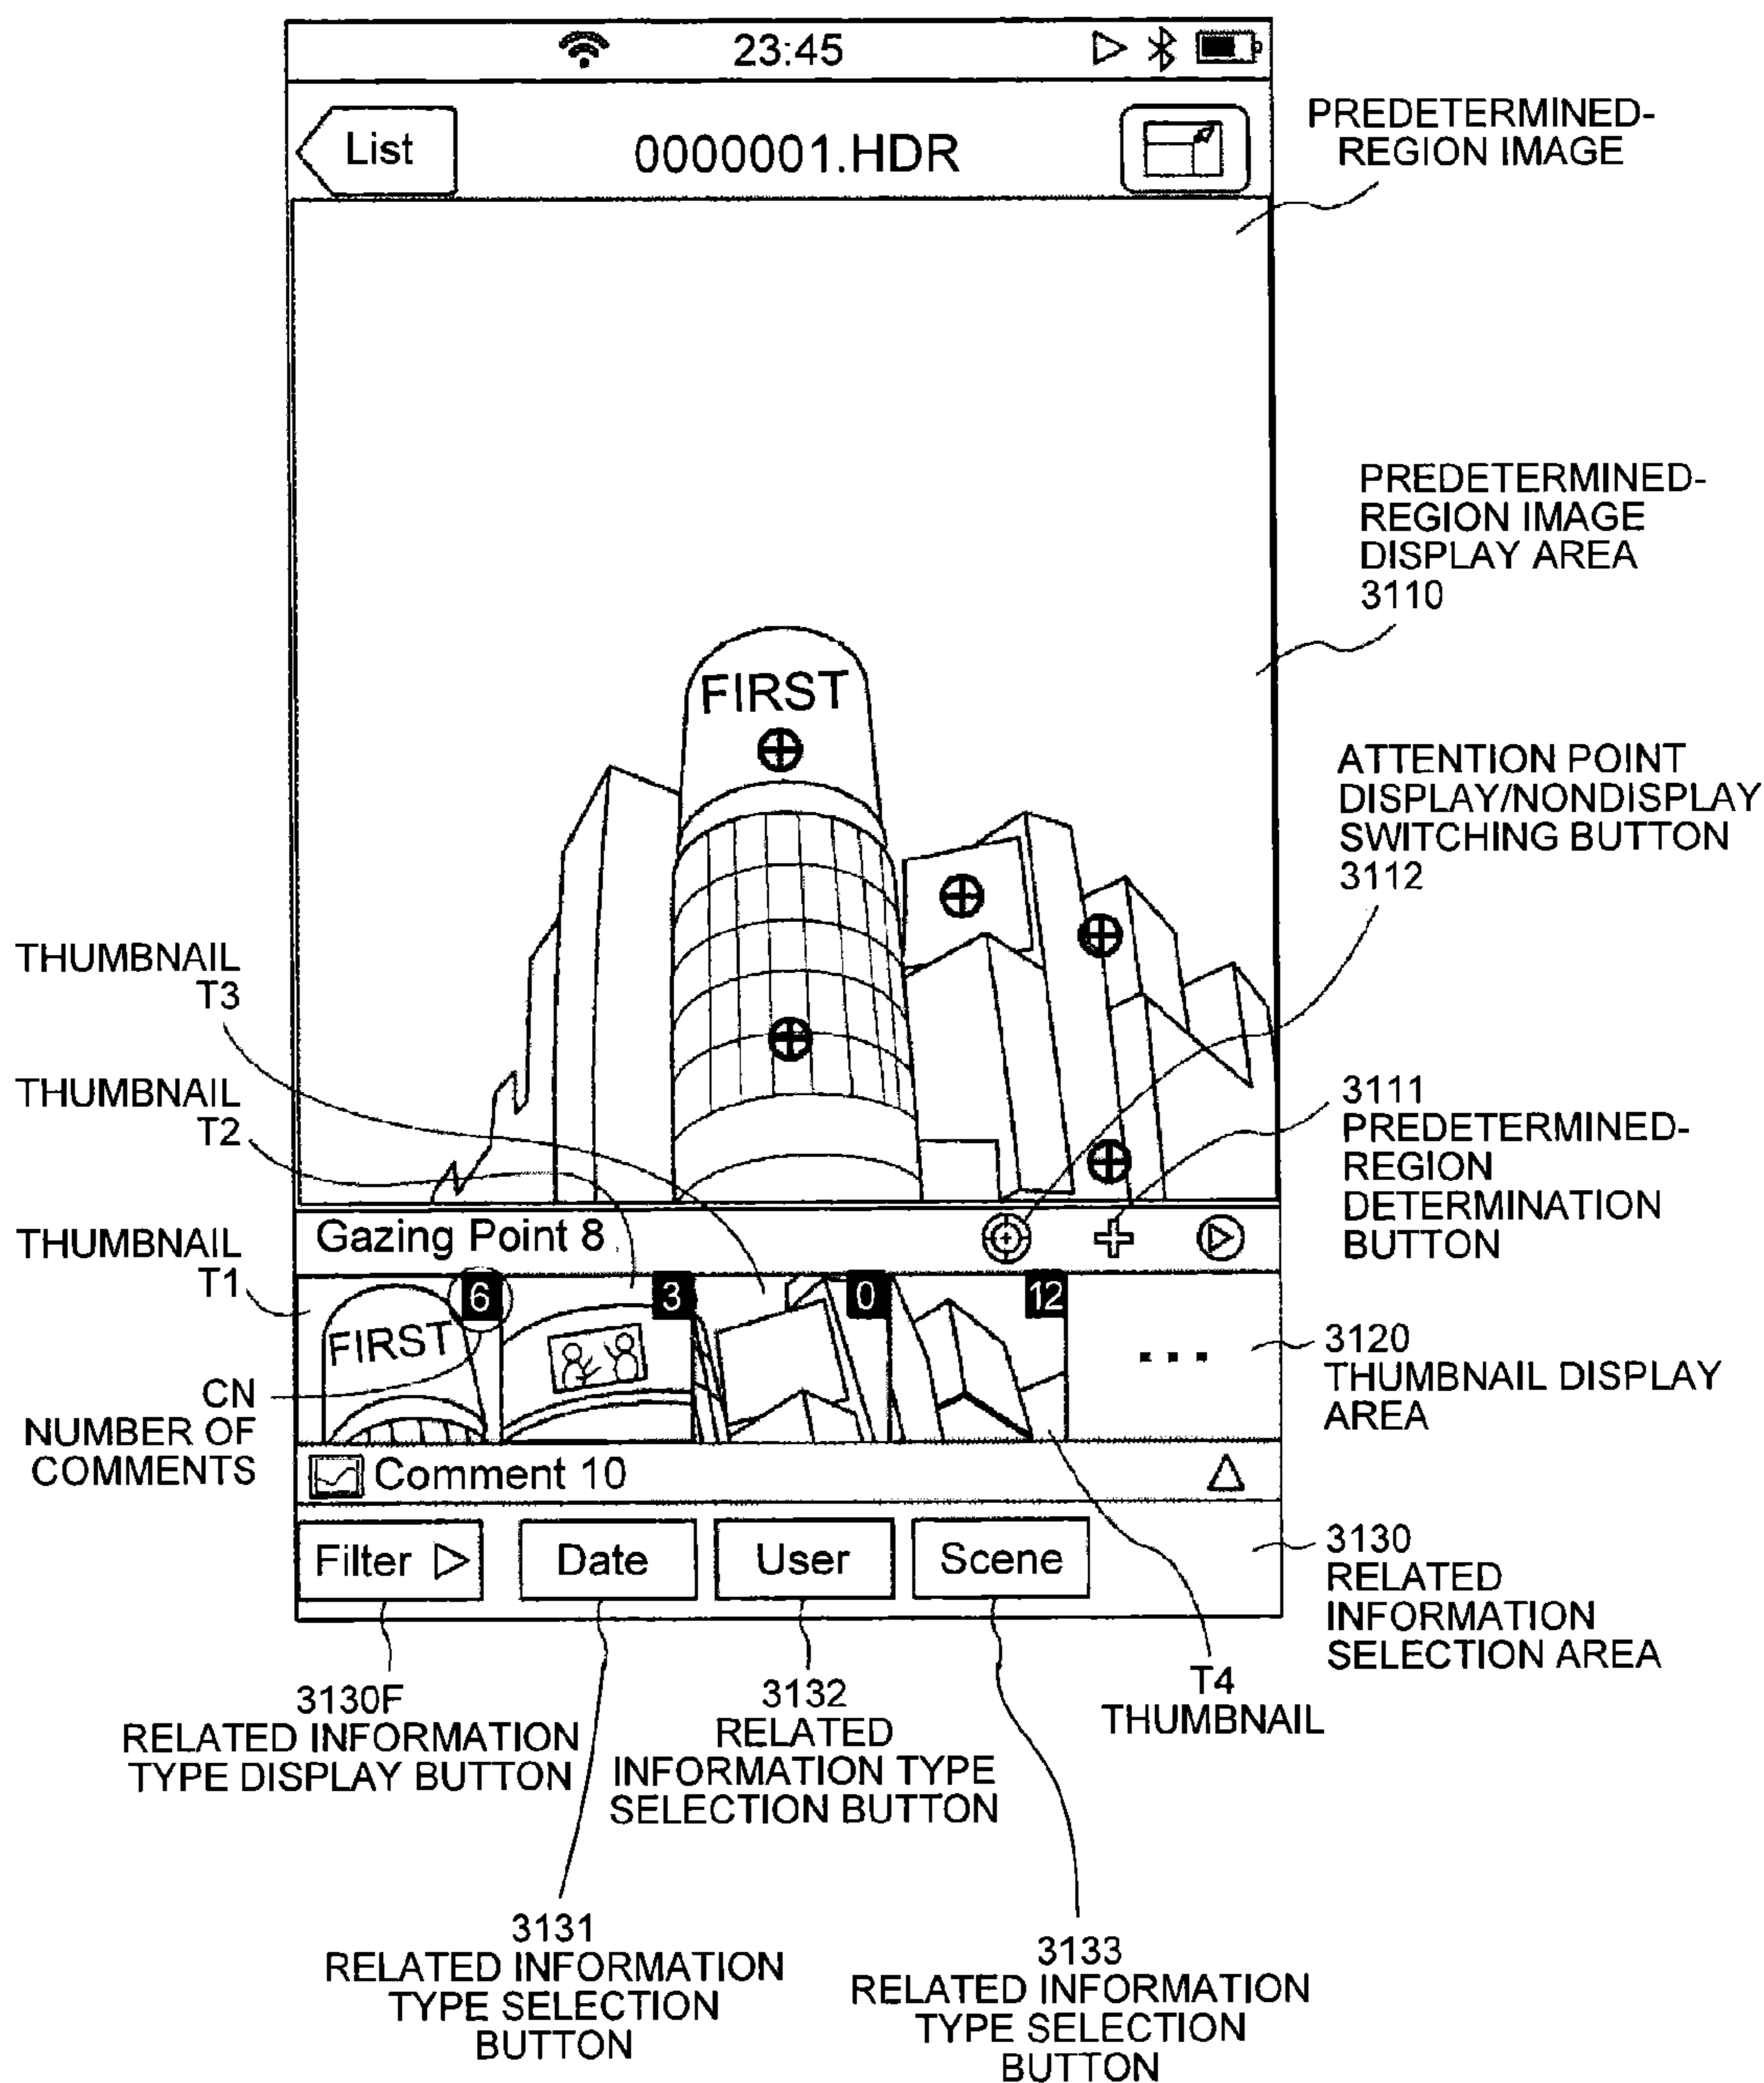 23:45
List
0000001.HDR
PREDETERMINED-
REGION IMAGE
PREDETERMINED-
REGION IMAGE
DISPLAY AREA
3110
FIRST
ATTENTION POINT
DISPLAY/NONDISPLAY
SWITCHING BUTTON
3112
THUMBNAIL
T3
THUMBNAIL
T2
3111
PREDETERMINED-
REGION
DETERMINATION
BUTTON
Gazing Point 8
THUMBNAIL
T1
6
3
0
12
FIRST
...
3120
THUMBNAIL DISPLAY
AREA
CN
NUMBER OF
COMMENTS
Comment 10
Filter
Date
User
Scene
3130
RELATED
INFORMATION
SELECTION AREA
T4
THUMBNAIL
3130F
RELATED INFORMATION
TYPE DISPLAY BUTTON
3132
RELATED
INFORMATION TYPE
SELECTION BUTTON
3131
RELATED INFORMATION
TYPE SELECTION
BUTTON
3133
RELATED INFORMATION
TYPE SELECTION
BUTTON